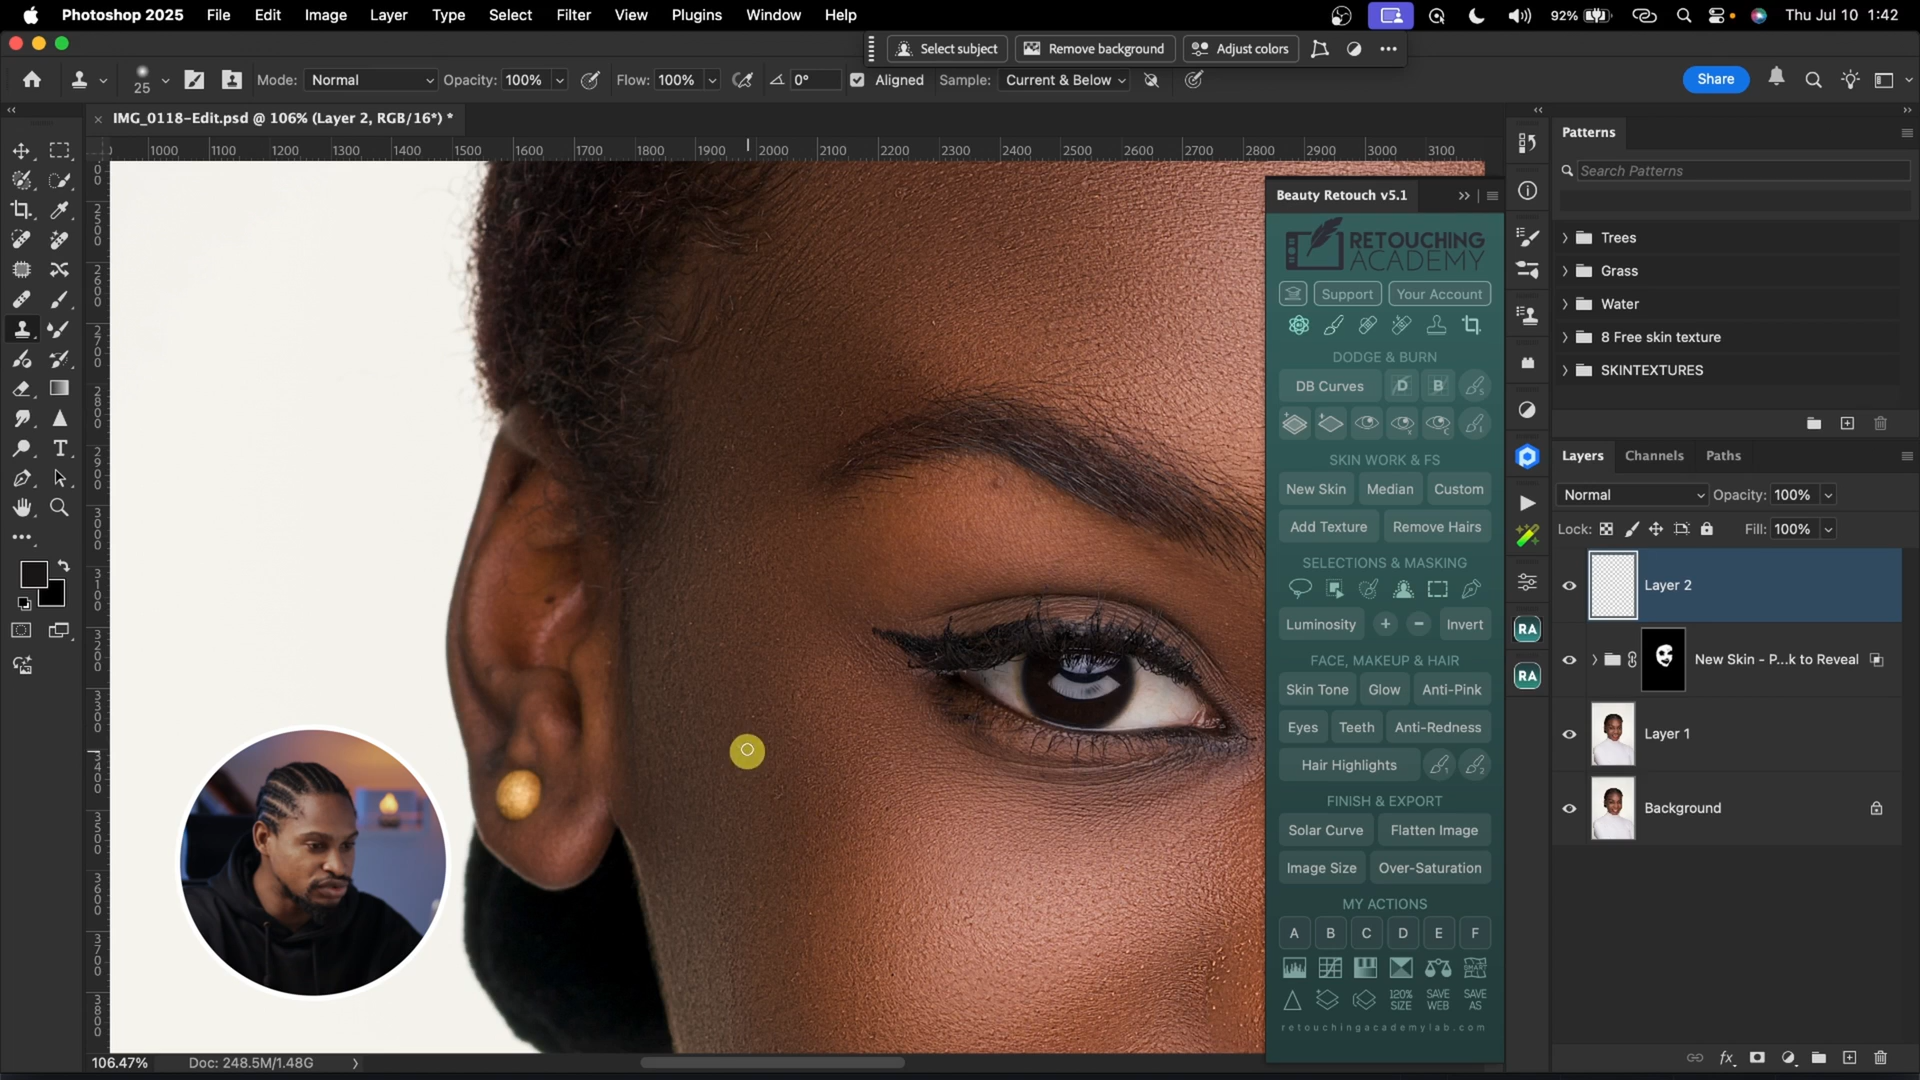 Photoshop 2025 File Edit Image Layer Type Select Filter View Plugins Window Help 92% Thu Jul 10 1:42
Select subject Remove background Adjust colors
25 Mode: Normal Opacity: 100% Flow: 100% 0° Aligned Sample: Current & Below Share
IMG_0118-Edit.psd @ 106% (Layer 2, RGB/16*) *
1000 1100 1200 1300 1400 1500 1600 1700 1800 1900 2000 2100 2200 2300 2400 2500 2600 2700 2800 2900 3000 3100
Patterns
Search Patterns
Trees
Grass
Water
8 Free skin texture
SKINTEXTURES
Beauty Retouch v5.1
RETOUCHING
ACADEMY
Support Your Account
DODGE & BURN
DB Curves D B
SKIN WORK & FS
New Skin Median Custom
Add Texture Remove Hairs
SELECTIONS & MASKING
Luminosity + − Invert
FACE, MAKEUP & HAIR
Skin Tone Glow Anti-Pink
Eyes Teeth Anti-Redness
Hair Highlights
FINISH & EXPORT
Solar Curve Flatten Image
Image Size Over-Saturation
MY ACTIONS
A B C D E F
120% SIZE SAVE WEB SAVE AS
retouchingacademylab.com
RA
RA
Layers Channels Paths
Normal Opacity: 100%
Lock: Fill: 100%
Layer 2
New Skin - P...k to Reveal
Layer 1
Background
fx
106.47% Doc: 248.5M/1.48G